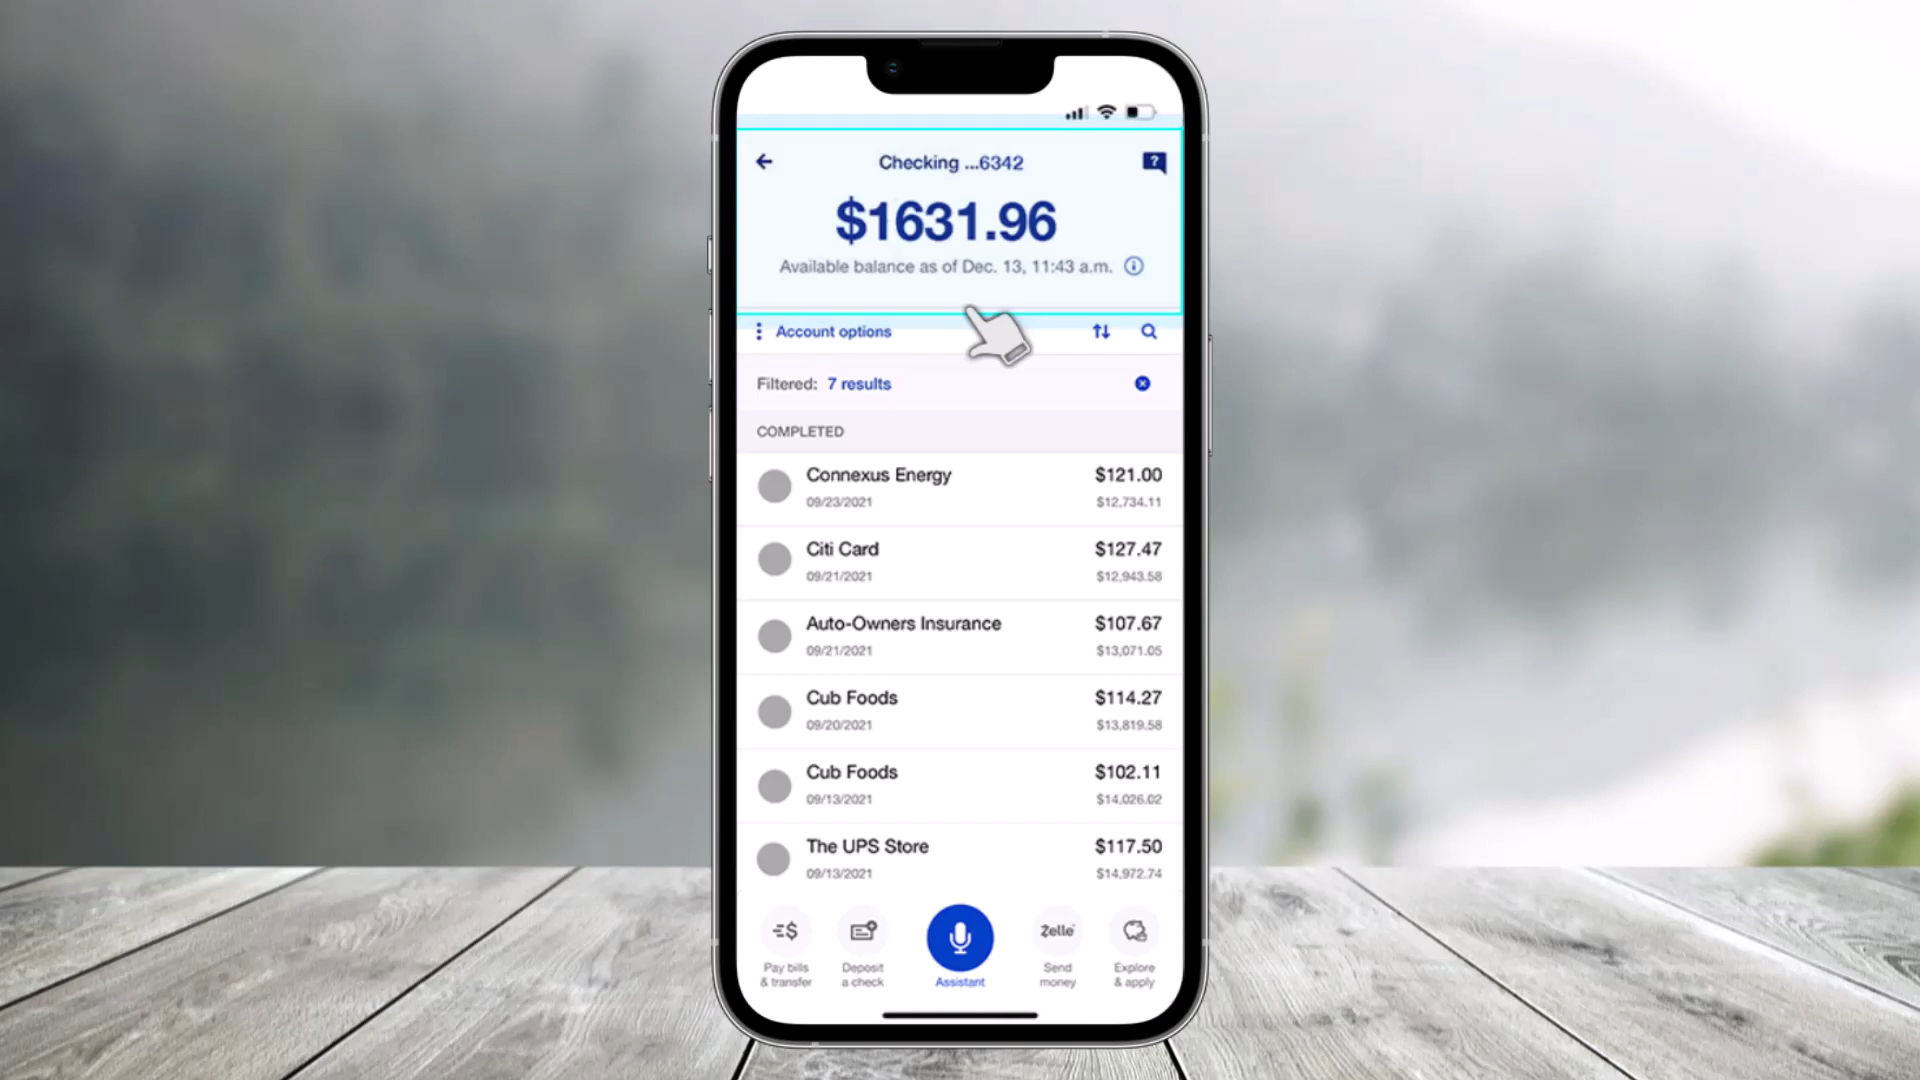 Checking ...6342
$1631.96
Available balance as of Dec. 13, 11:43 a.m.
Account options
Filtered: 7 results
COMPLETED
Connexus Energy $121.00
09/23/2021 $12,734.11
Citi Card $127.47
09/21/2021 $12,943.58
Auto-Owners Insurance $107.67
09/21/2021 $13,071.05
Cub Foods $114.27
09/20/2021 $13,819.58
Cub Foods $102.11
09/13/2021 $14,026.02
The UPS Store $117.50
09/13/2021 $14,972.74
Zelle
Pay bills Deposit Send Explore
& transfer a check Assistant money & apply